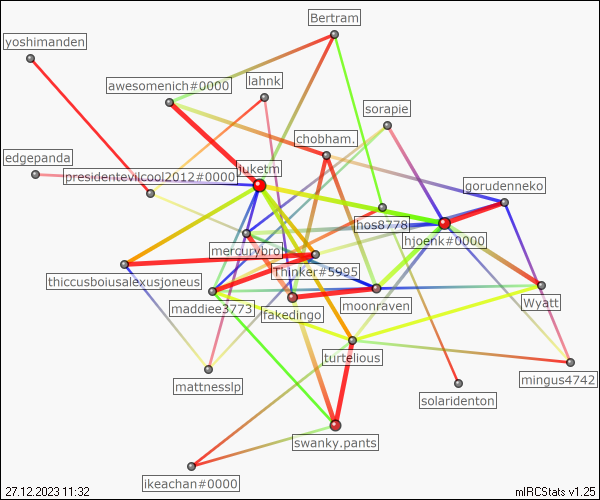 Bertram
yoshimanden
awesomenich#0000
lahnk
sorapie
chobham.
edgepanda
presidentevilcool2012#0000
juketm
gorudenneko
hos8778
hjoenk#0000
mercurybro.
Thinker#5995
thiccusboiusalexusjoneus
maddiee3773
fakedingo
moonraven
Wyatt
turtelious
mattnesslp
mingus4742
solaridenton
swanky.pants
ikeachan#0000
27.12.2023 11:32
mIRCStats v1.25